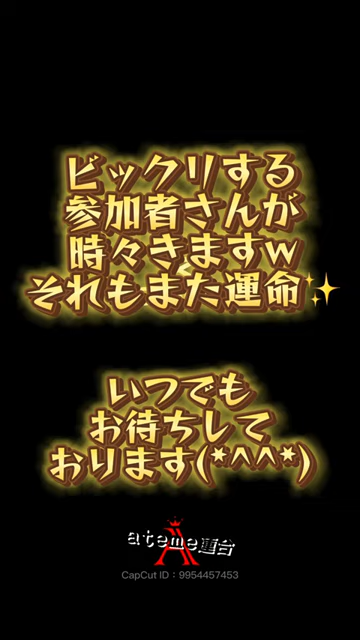 ビックリする
参加者さんが
時々きますw
それもまた運命✨
いつでも
お待ちして
おります(*^^*)
ateme連合
A
CapCut ID：9954457453